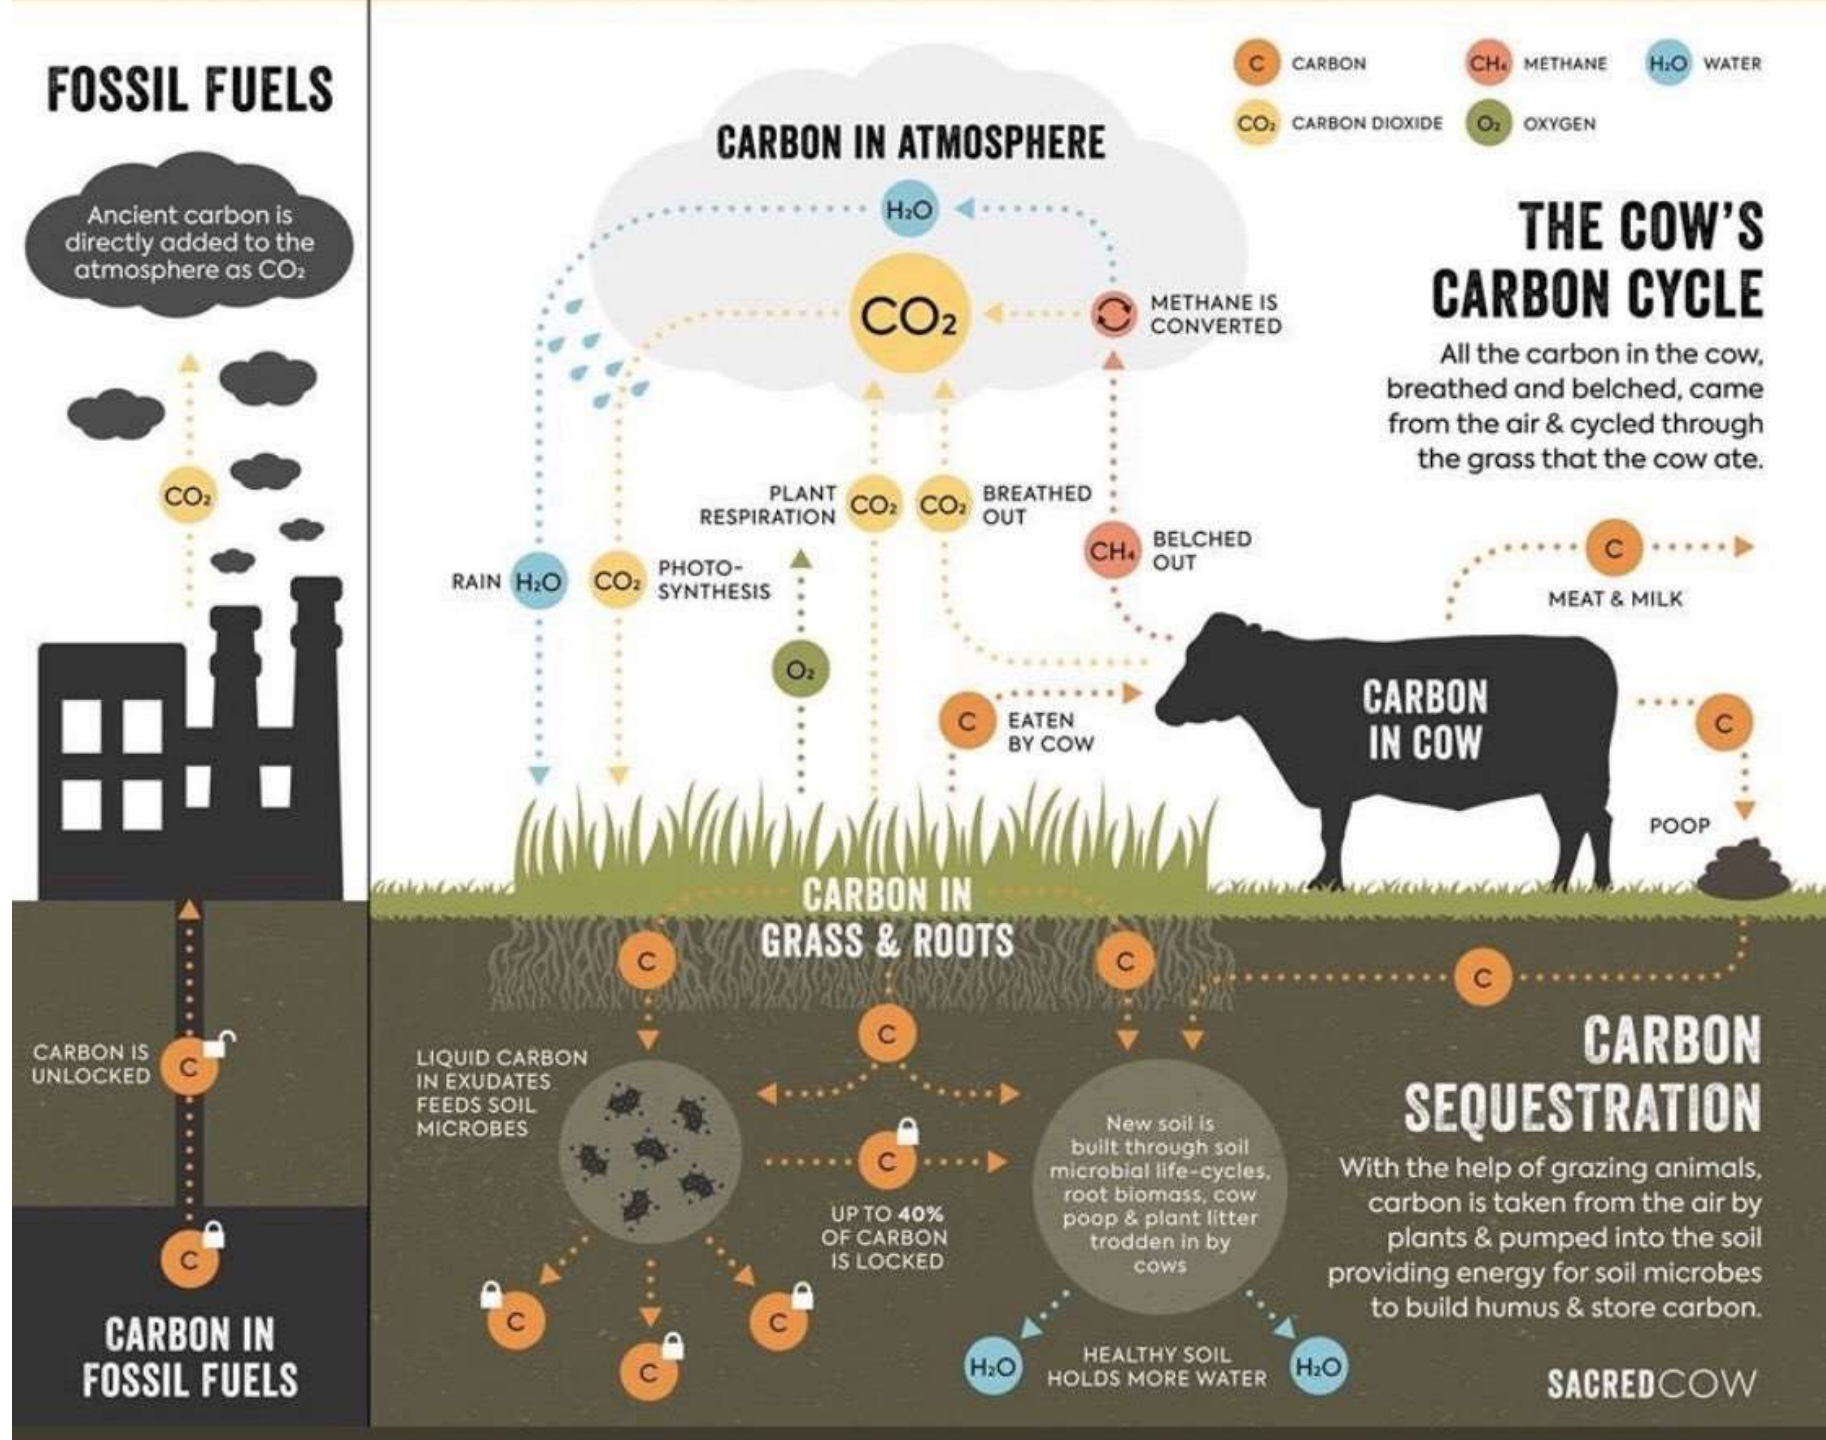 FOSSIL FUELS
Ancient carbon is
directly added to the
atmosphere as CO₂
CO₂
CARBON IS
UNLOCKED
C
C
CARBON IN
FOSSIL FUELS
C CARBON
CH₄ METHANE
H₂O WATER
CO₂ CARBON DIOXIDE
O₂ OXYGEN
CARBON IN ATMOSPHERE
H₂O
CO₂
METHANE IS
CONVERTED
THE COW'S
CARBON CYCLE
All the carbon in the cow,
breathed and belched, came
from the air & cycled through
the grass that the cow ate.
PLANT
RESPIRATION
CO₂
CO₂
BREATHED
OUT
CH₄
BELCHED
OUT
C
MEAT & MILK
RAIN H₂O
CO₂
PHOTO-
SYNTHESIS
O₂
C
EATEN
BY COW
CARBON
IN COW
C
POOP
CARBON IN
GRASS & ROOTS
C
C
C
C
LIQUID CARBON
IN EXUDATES
FEEDS SOIL
MICROBES
C
UP TO 40%
OF CARBON
IS LOCKED
C
C
C
New soil is
built through soil
microbial life-cycles,
root biomass, cow
poop & plant litter
trodden in by
cows
H₂O
HEALTHY SOIL
HOLDS MORE WATER
H₂O
CARBON
SEQUESTRATION
With the help of grazing animals,
carbon is taken from the air by
plants & pumped into the soil
providing energy for soil microbes
to build humus & store carbon.
SACREDCOW